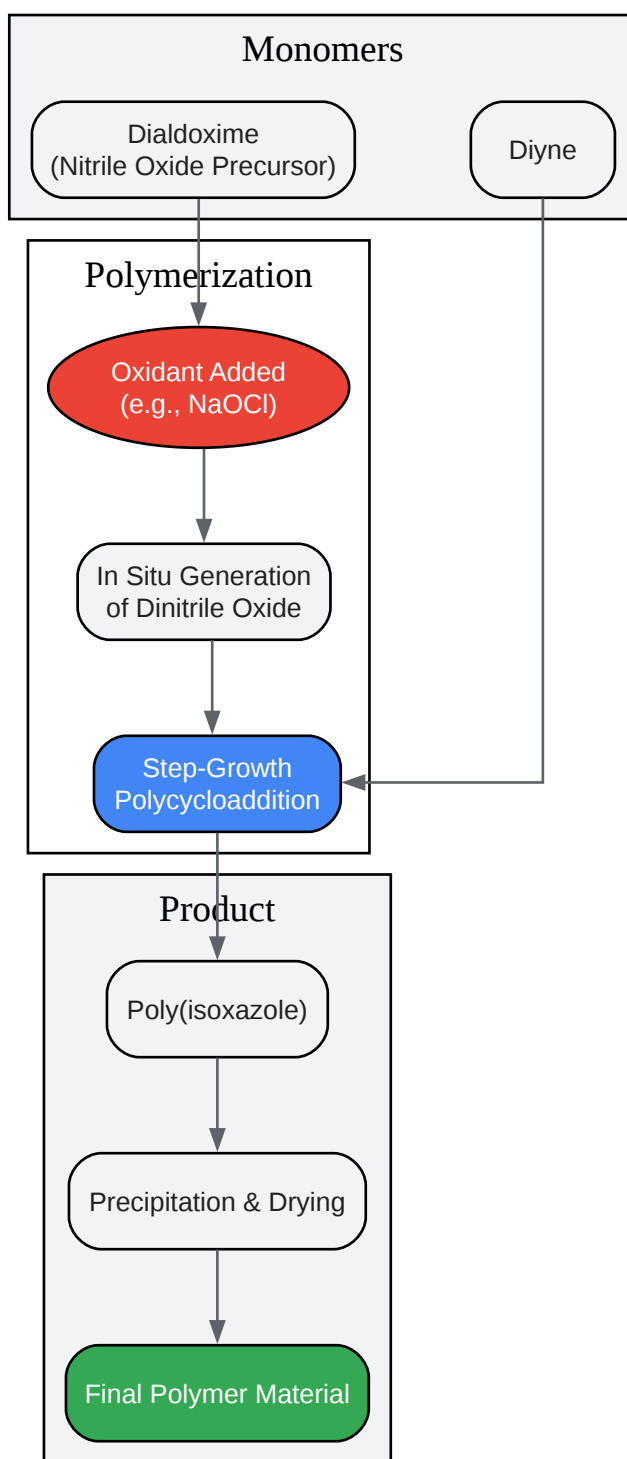 Monomers
Dialdoxime
(Nitrile Oxide Precursor)
Diyne
Polymerization
Oxidant Added
(e.g., NaOCl)
In Situ Generation
of Dinitrile Oxide
Step-Growth
Polycycloaddition
Product
Poly(isoxazole)
Precipitation & Drying
Final Polymer Material